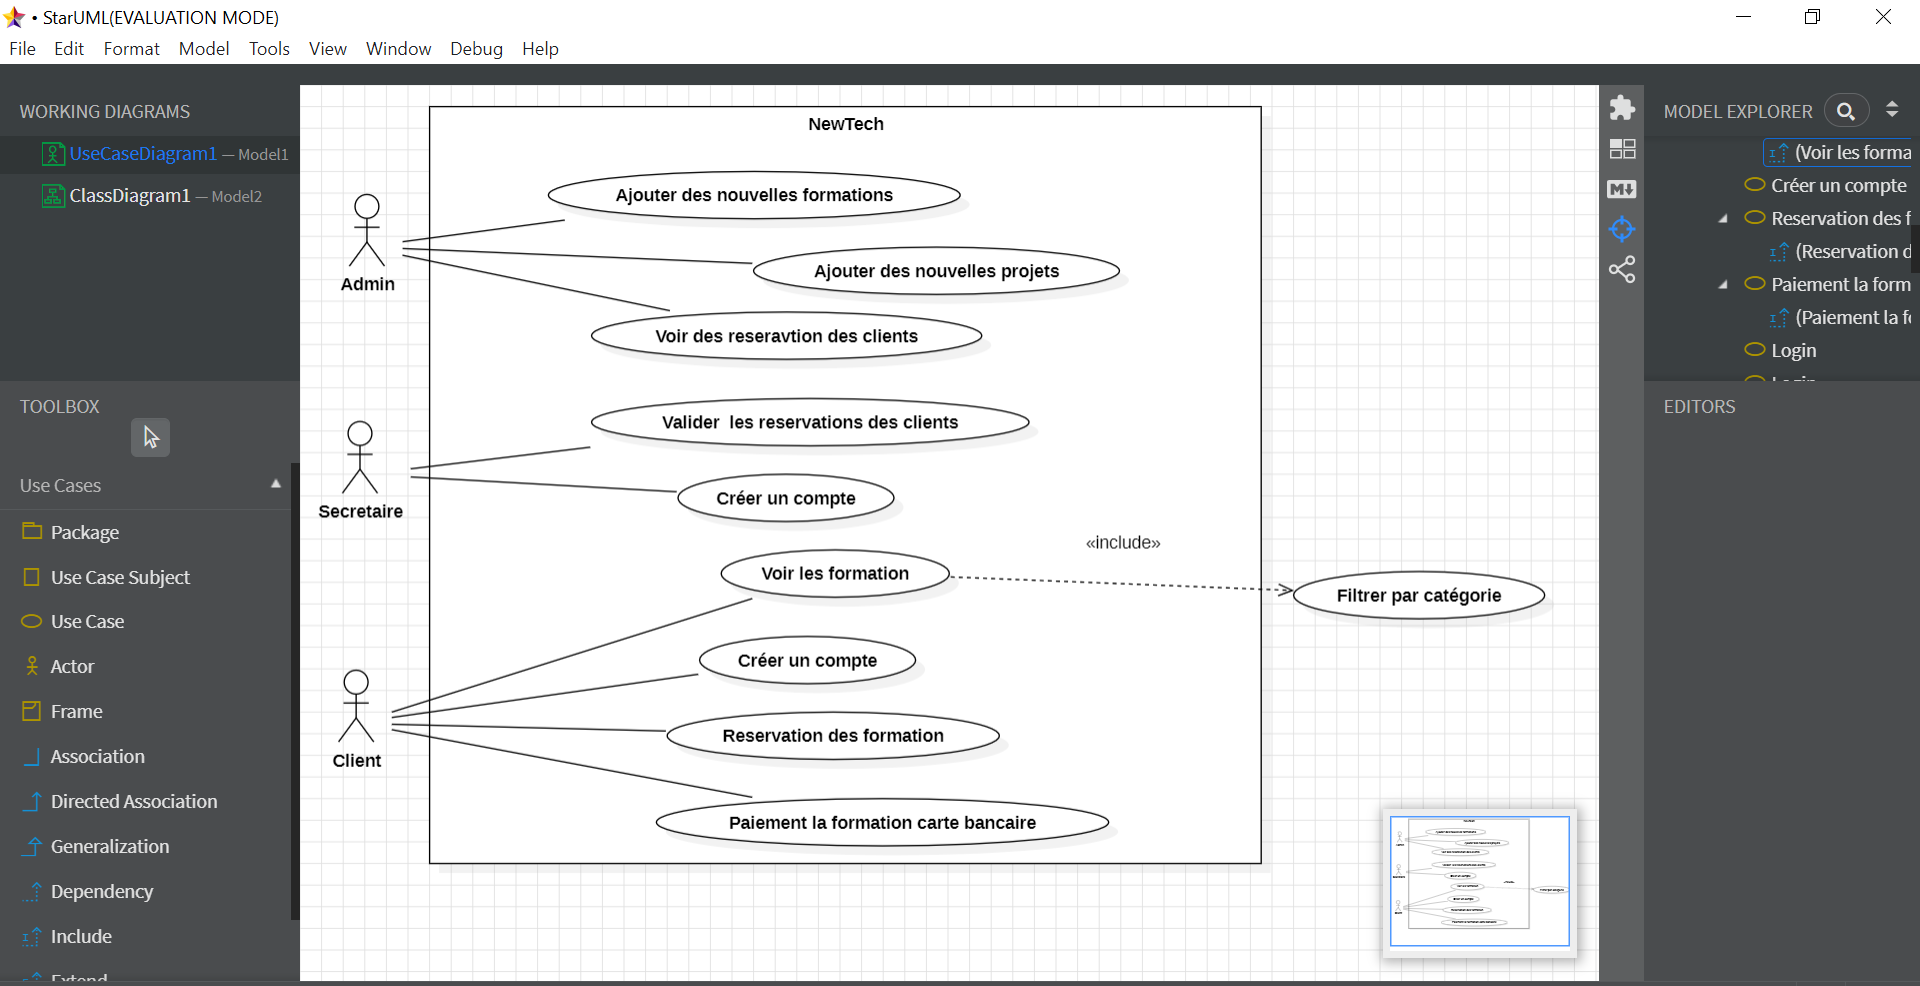 StarUML(EVALUATION MODE)
File Edit Format Model Tools View Window Debug Help
WORKING DIAGRAMS
UseCaseDiagram1 — Model1
ClassDiagram1 — Model2
TOOLBOX
Use Cases
Package
Use Case Subject
Use Case
Actor
Frame
Association
Directed Association
Generalization
Dependency
Include
Extend
NewTech
Ajouter des nouvelles formations
Ajouter des nouvelles projets
Voir des reseravtion des clients
Admin
Valider les reservations des clients
Créer un compte
Secretaire
«include»
Voir les formation
Filtrer par catégorie
Créer un compte
Reservation des formation
Client
Paiement la formation carte bancaire
MODEL EXPLORER
(Voir les forma
Créer un compte
Reservation des f
(Reservation d
Paiement la form
(Paiement la f
Login
Login
EDITORS